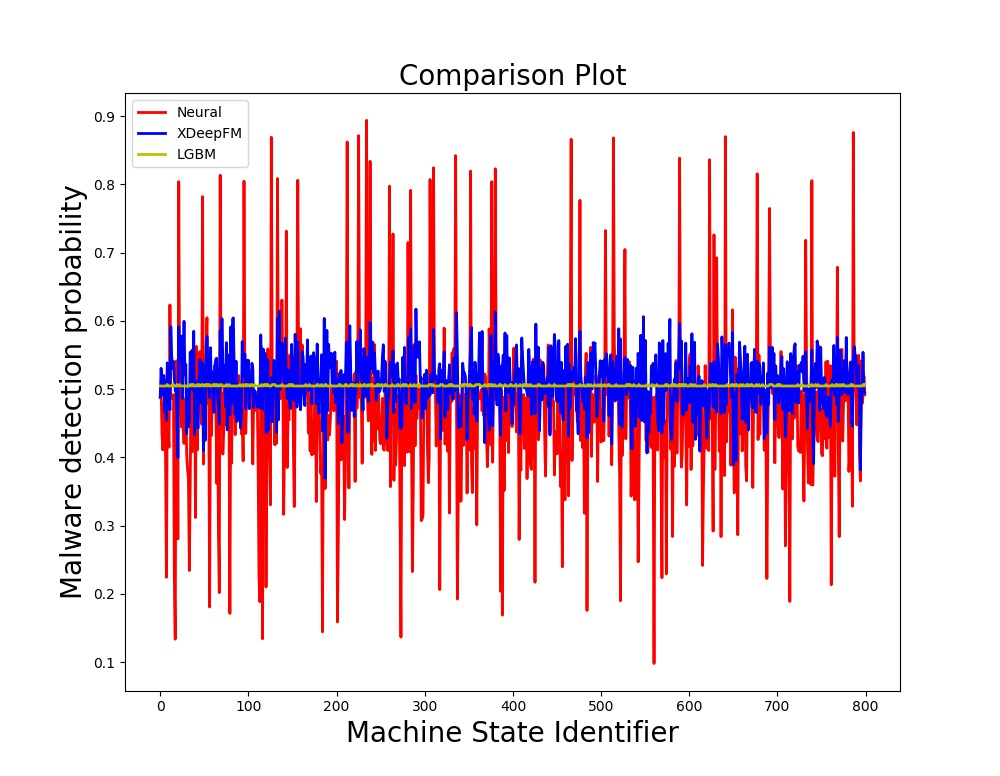 Comparison Plot
Neural
XDeepFM
LGBM
Malware detection probability
0.9
0.8
0.7
0.6
0.5
0.4
0.3
0.2
0.1
0 100 200 300 400 500 600 700 800
Machine State Identifier